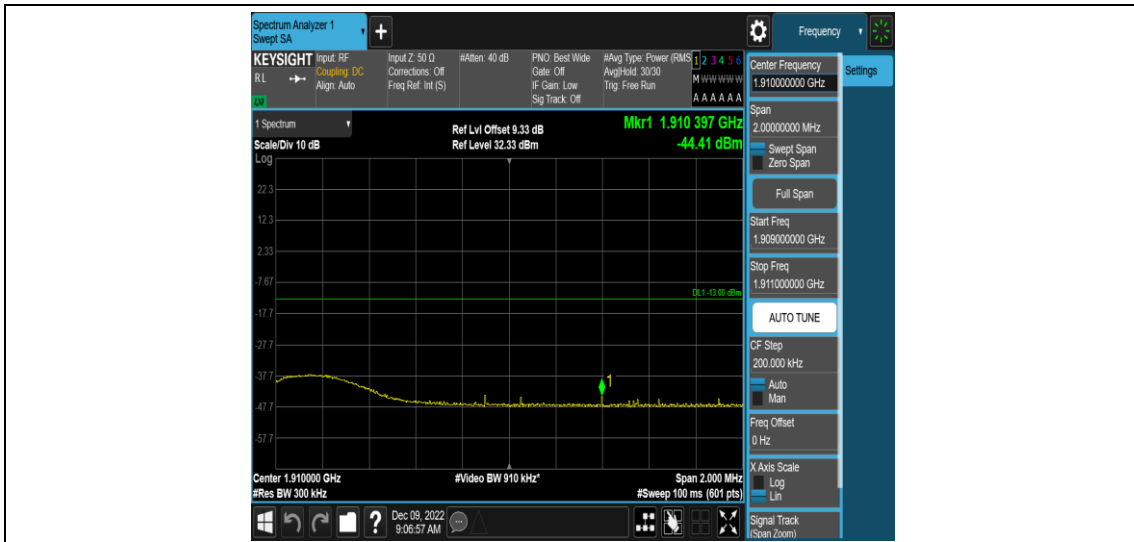 Spectrum Analyzer 1
Swept SA
+
Frequency
KEYSIGHT
RL
LXI
Input: RF
Coupling: DC
Align: Auto
Input Z: 50 Ω
Corrections: Off
Freq Ref: Int (S)
#Atten: 40 dB
PNO: Best Wide
Gate: Off
IF Gain: Low
Sig Track: Off
#Avg Type: Power (RMS
Avg|Hold: 30/30
Trig: Free Run
1 2 3 4 5 6
M W W W W W
A A A A A A
1 Spectrum
Scale/Div 10 dB
Log
Ref Lvl Offset 9.33 dB
Ref Level 32.33 dBm
Mkr1 1.910 397 GHz
-44.41 dBm
22.3
12.3
2.33
-7.67
DL1 -13.00 dBm
-17.7
-27.7
-37.7
1
-47.7
-57.7
Center 1.910000 GHz
#Res BW 300 kHz
#Video BW 910 kHz*
Span 2.000 MHz
#Sweep 100 ms (601 pts)
?
Dec 09, 2022
9:06:57 AM
Center Frequency
1.910000000 GHz
Settings
Span
2.00000000 MHz
Swept Span
Zero Span
Full Span
Start Freq
1.909000000 GHz
Stop Freq
1.911000000 GHz
AUTO TUNE
CF Step
200.000 kHz
Auto
Man
Freq Offset
0 Hz
X Axis Scale
Log
Lin
Signal Track
(Span Zoom)